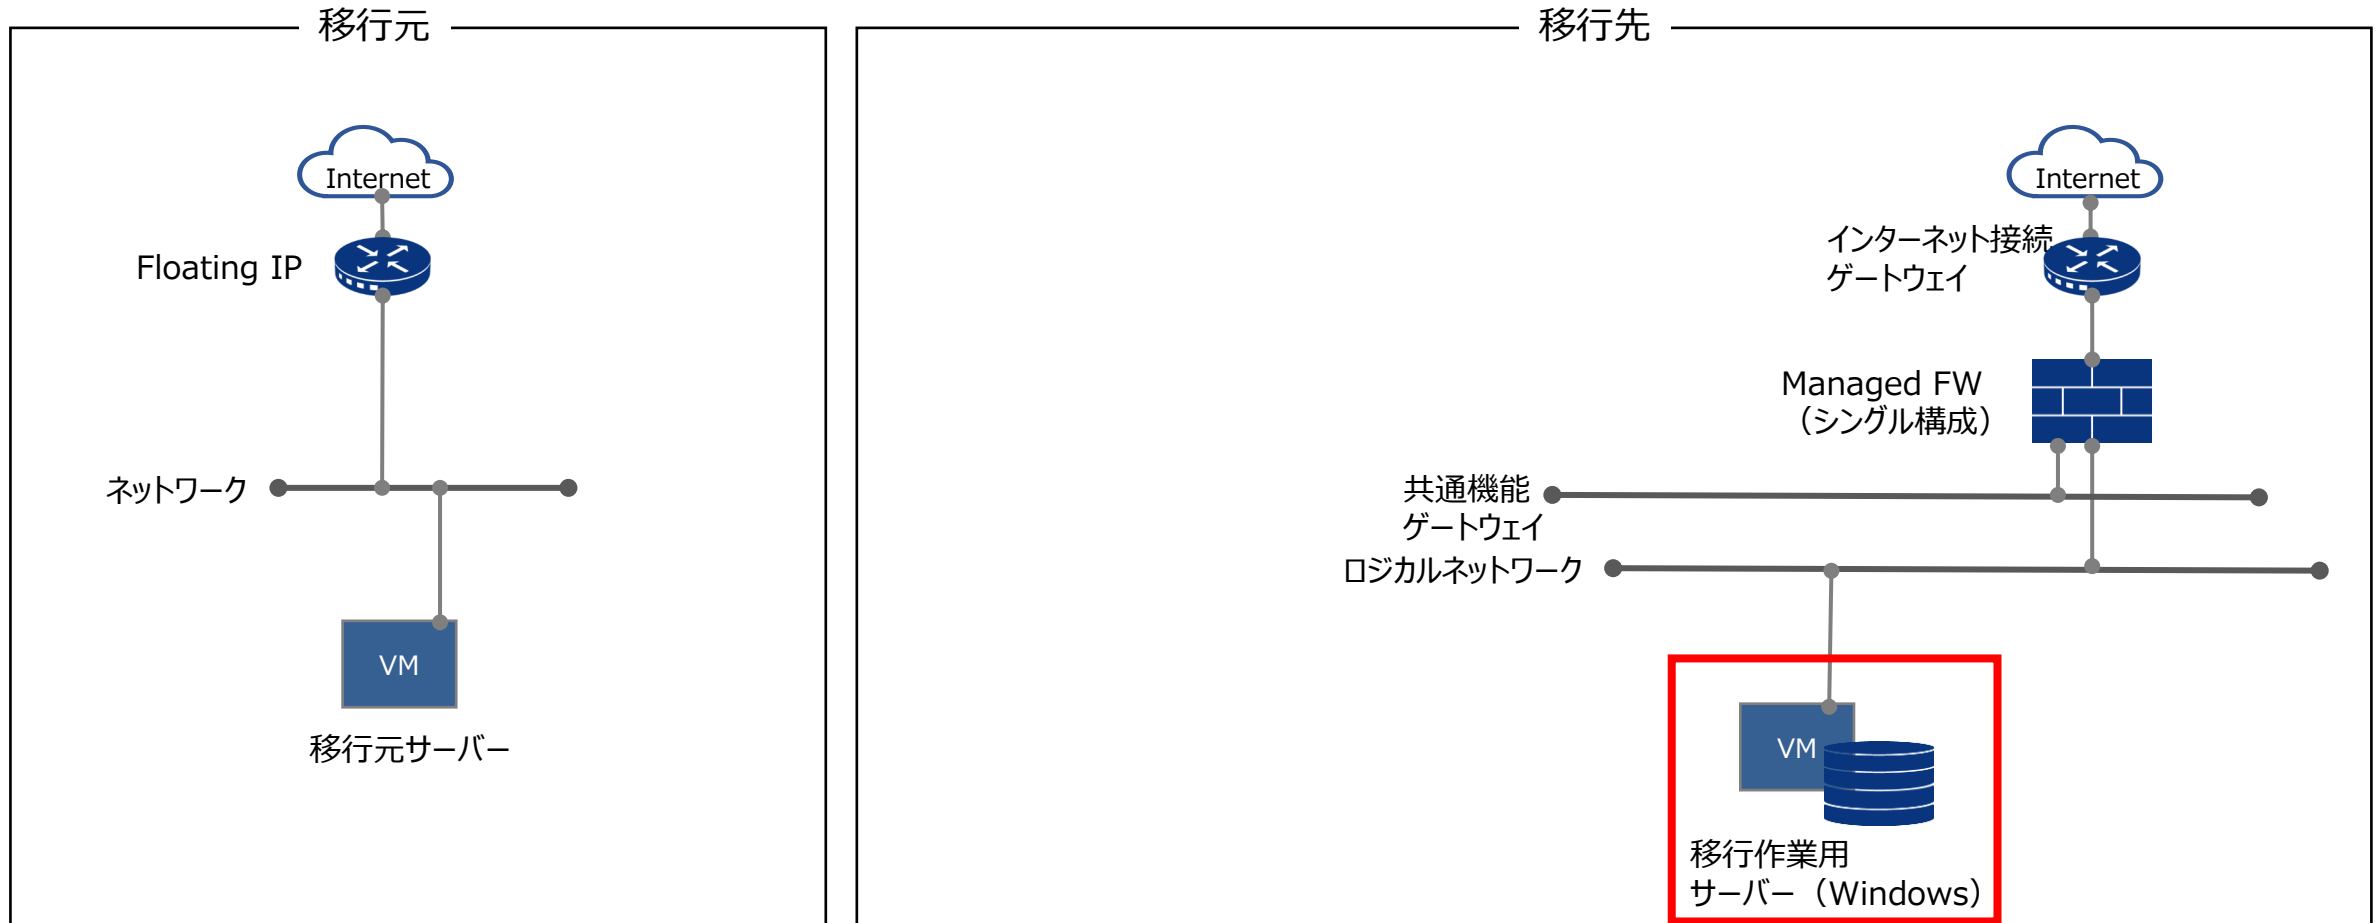 移行元
Internet
Floating IP
ネットワーク
VM
移行元サーバー
移行先
Internet
インターネット接続
ゲートウェイ
Managed FW
（シングル構成）
共通機能
ゲートウェイ
ロジカルネットワーク
VM
移行作業用
サーバー（Windows）